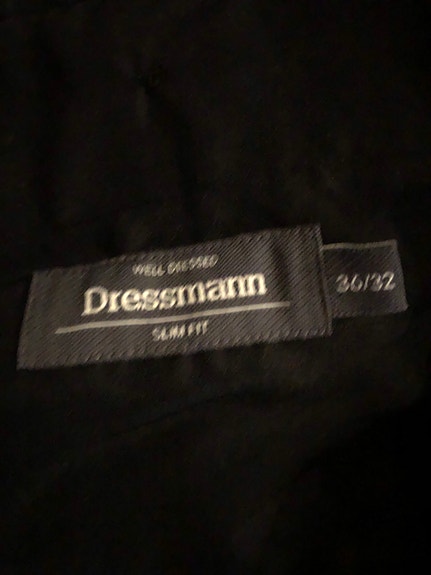 WELL DRESSED
Dressmann
SLIM FIT
36/32